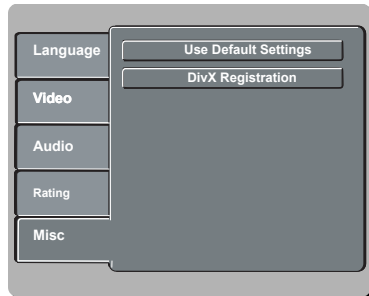 Language
Video
Audio
Rating
Misc
Use Default Settings
DivX Registration